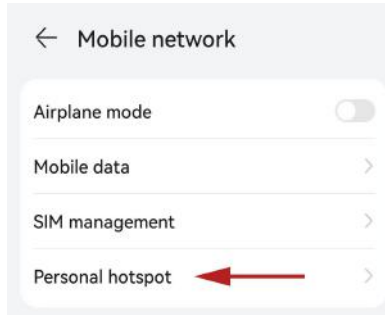 Mobile network
Airplane mode
Mobile data
SIM management
Personal hotspot